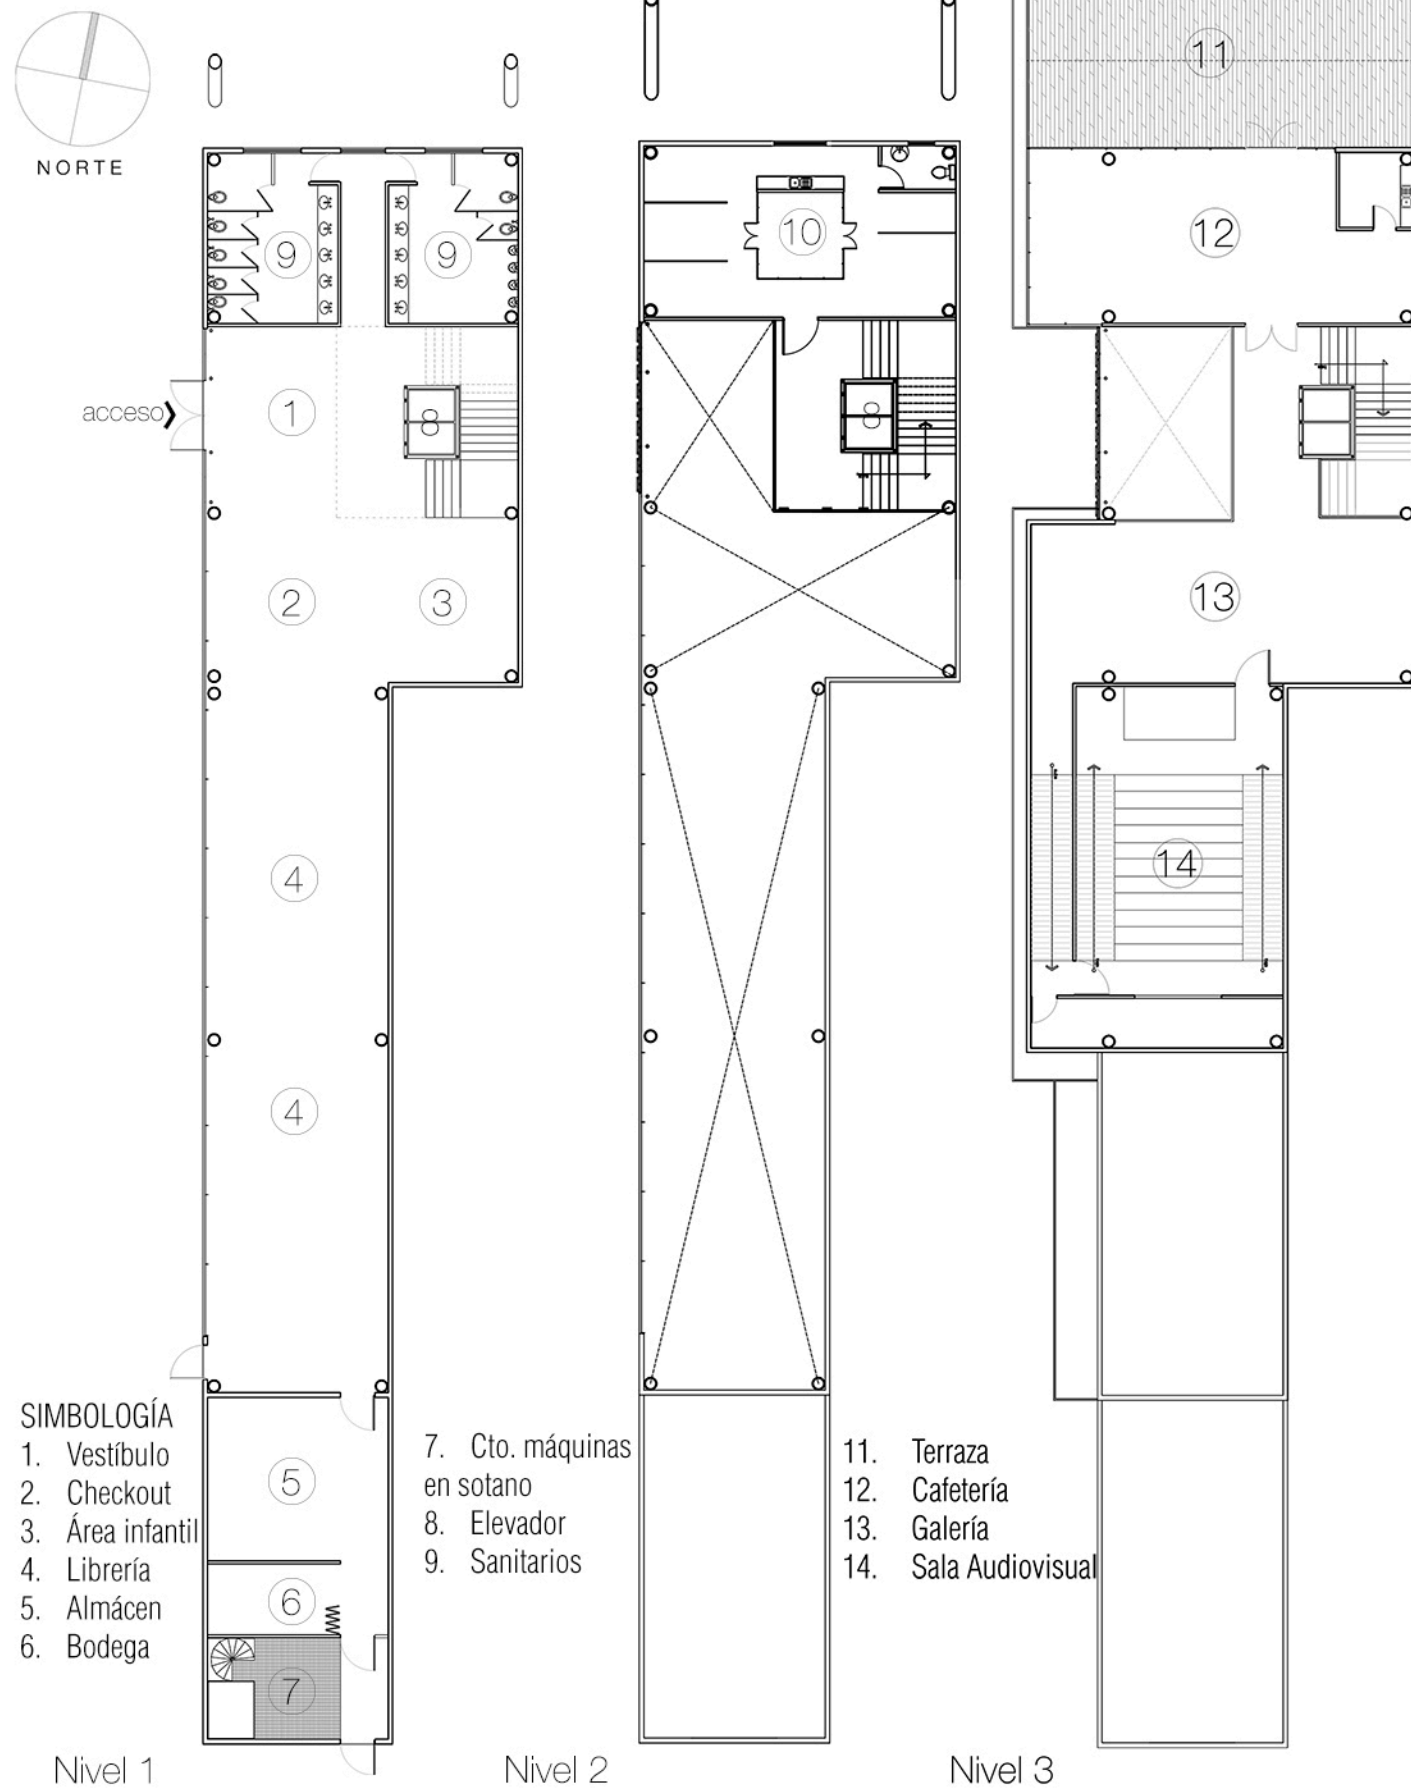 NORTE
11
9
9
10
12
acceso
1
8
8
2
3
13
4
14
4
5
6
7
SIMBOLOGÍA
1. Vestíbulo
2. Checkout
3. Área infantil
4. Librería
5. Almácen
6. Bodega
7. Cto. máquinas
en sotano
8. Elevador
9. Sanitarios
11. Terraza
12. Cafetería
13. Galería
14. Sala Audiovisual
Nivel 1
Nivel 2
Nivel 3